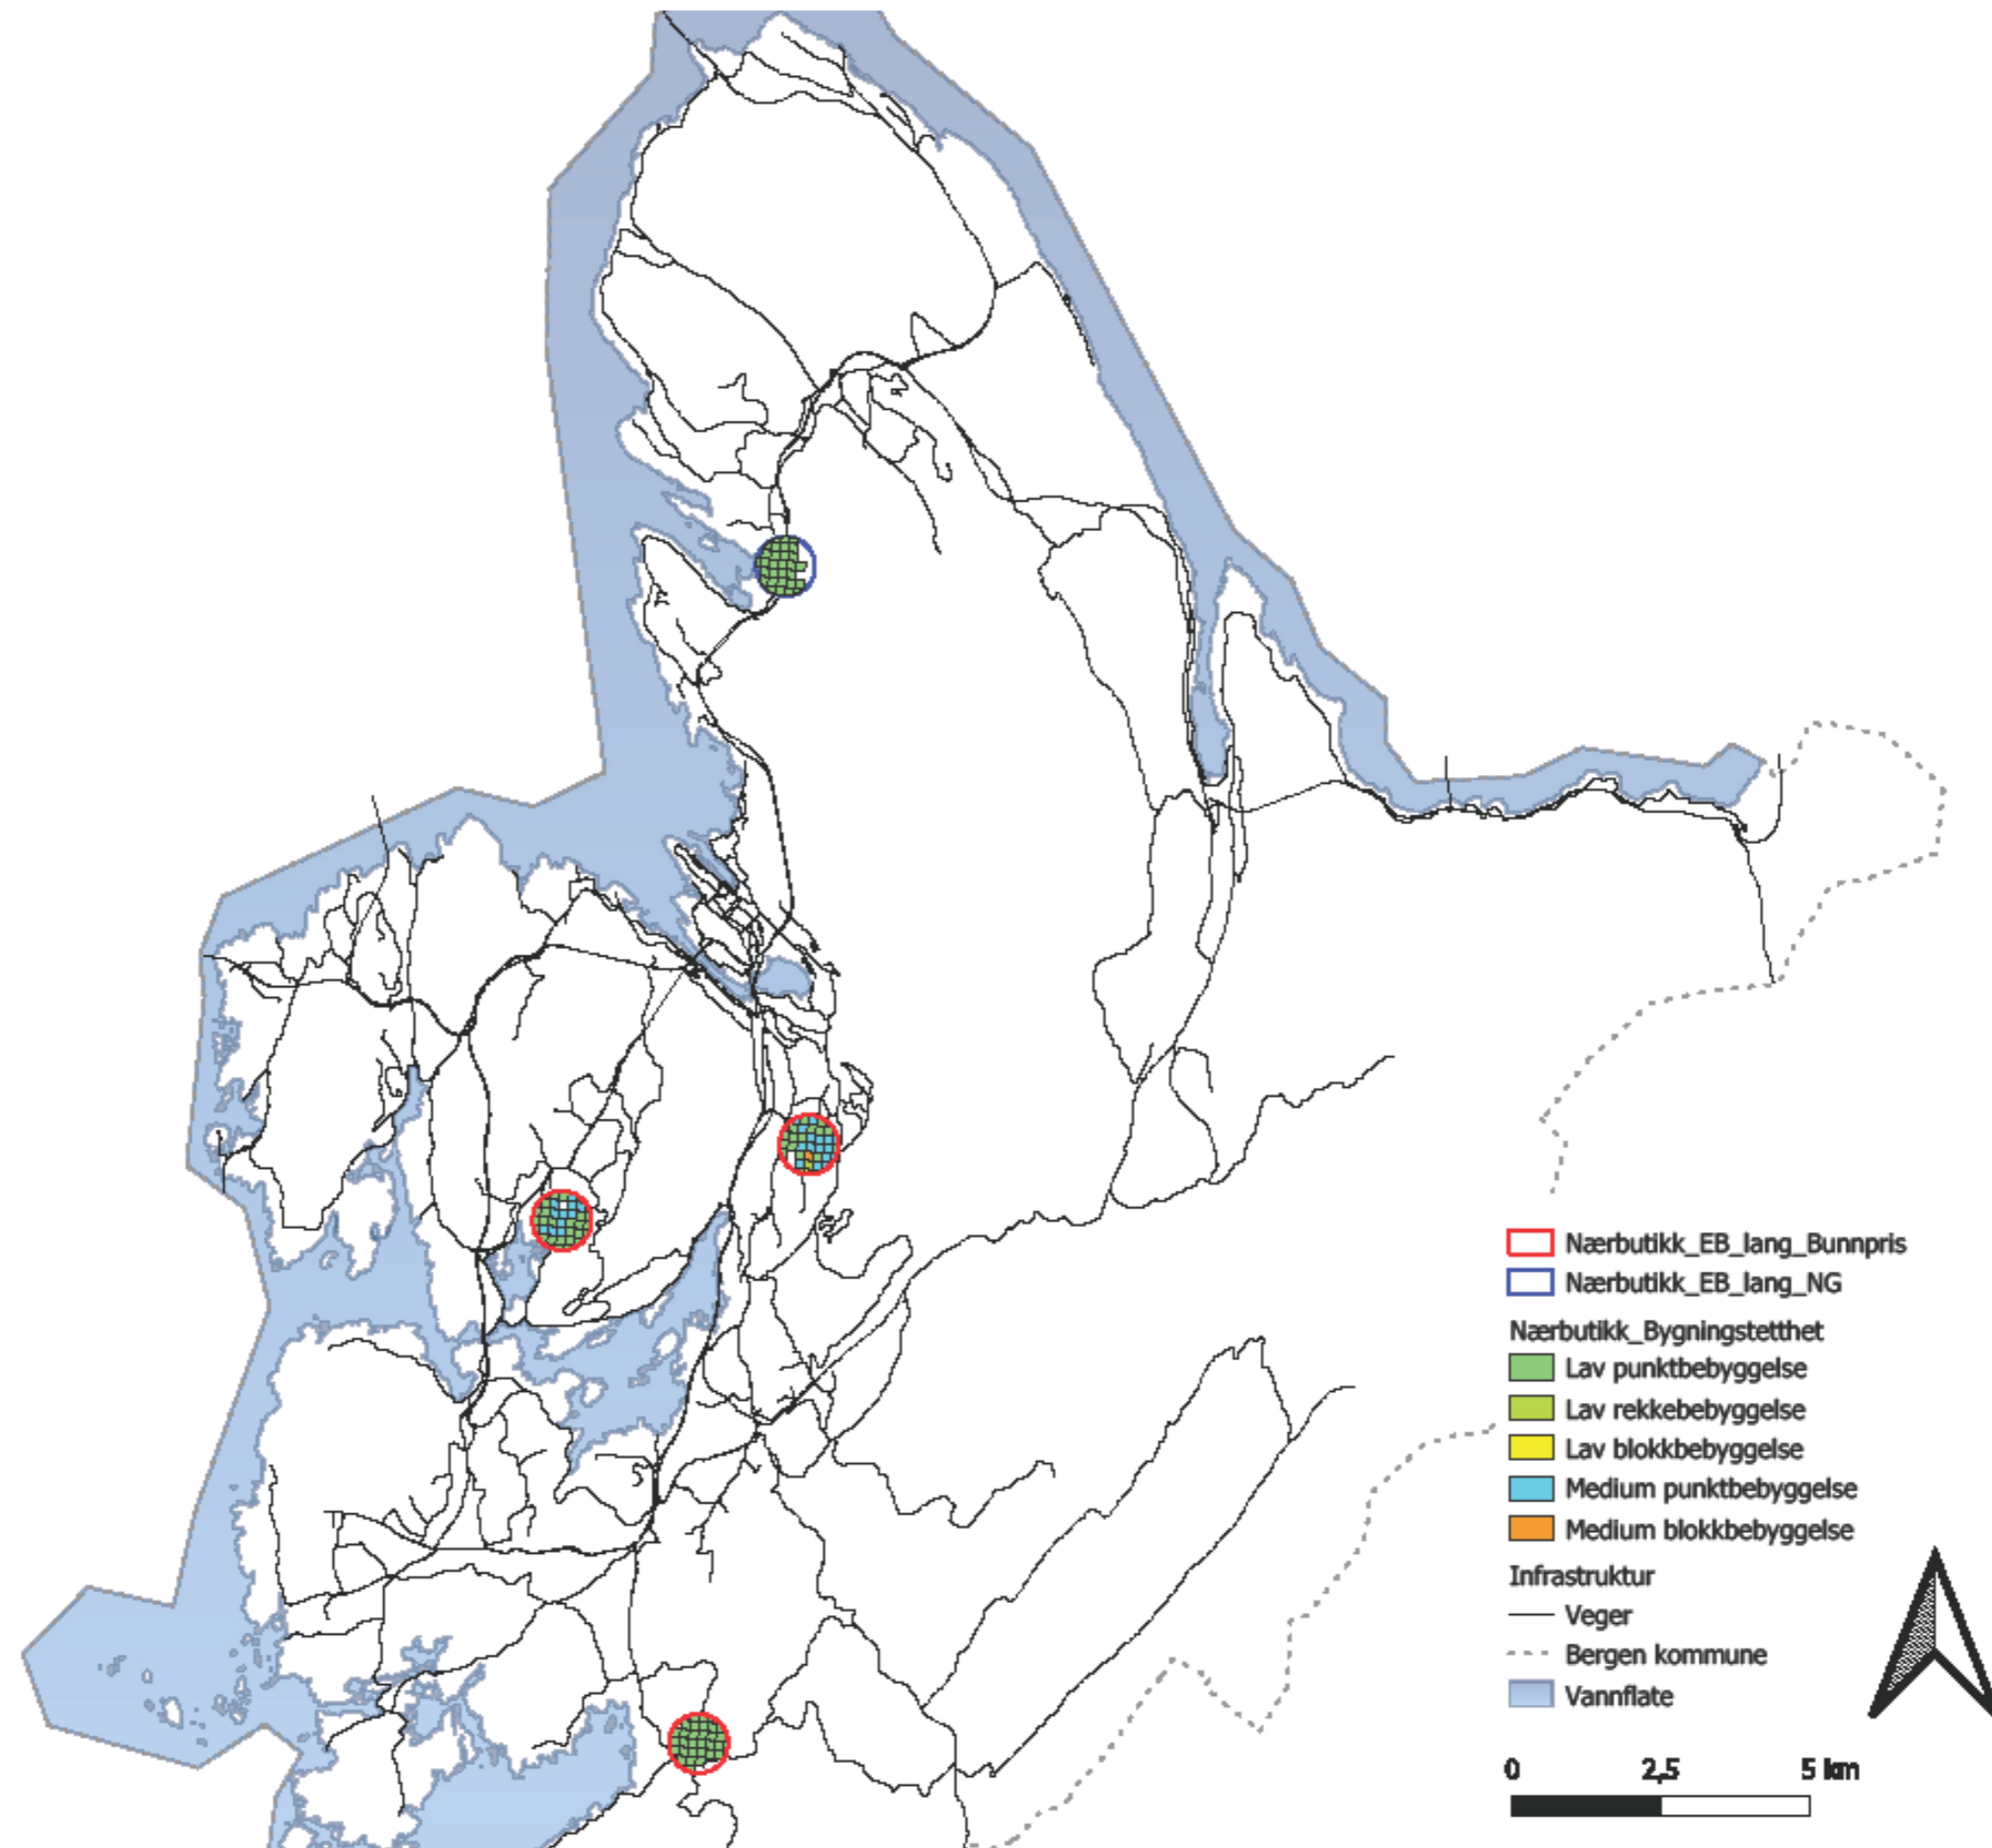 Nærbutikk_EB_lang_Bunnpris
Nærbutikk_EB_lang_NG
Nærbutikk_Bygningstetthet
Lav punktbebyggelse
Lav rekkebebyggelse
Lav blokkbebyggelse
Medium punktbebyggelse
Medium blokkbebyggelse
Infrastruktur
Veger
Bergen kommune
Vannflate
0 2,5 5 km